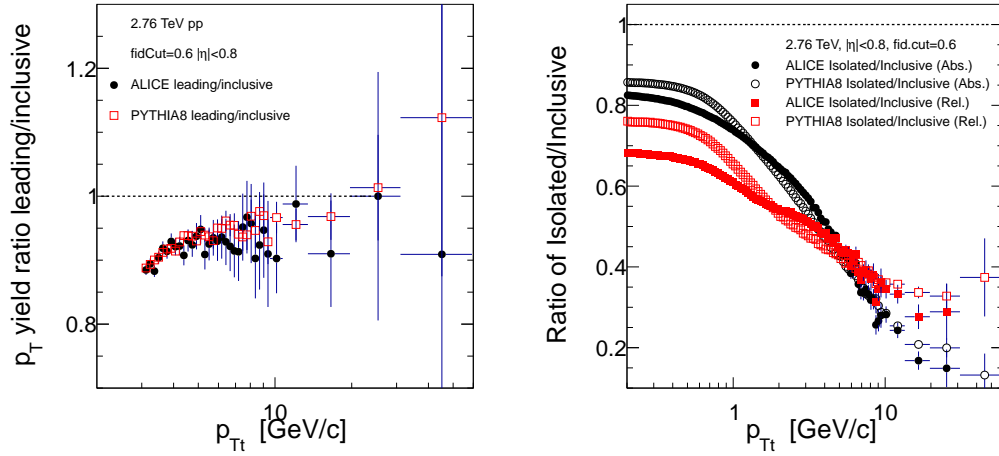 2.76 TeV pp
fidCut=0.6 |η|<0.8
ALICE leading/inclusive
PYTHIA8 leading/inclusive
p_T yield ratio leading/inclusive
1.2
1
0.8
10
p_Tt [GeV/c]
2.76 TeV, |η|<0.8, fid.cut=0.6
ALICE Isolated/Inclusive (Abs.)
PYTHIA8 Isolated/Inclusive (Abs.)
ALICE Isolated/Inclusive (Rel.)
PYTHIA8 Isolated/Inclusive (Rel.)
Ratio of Isolated/Inclusive
1
0.8
0.6
0.4
0.2
1
10
p_Tt [GeV/c]